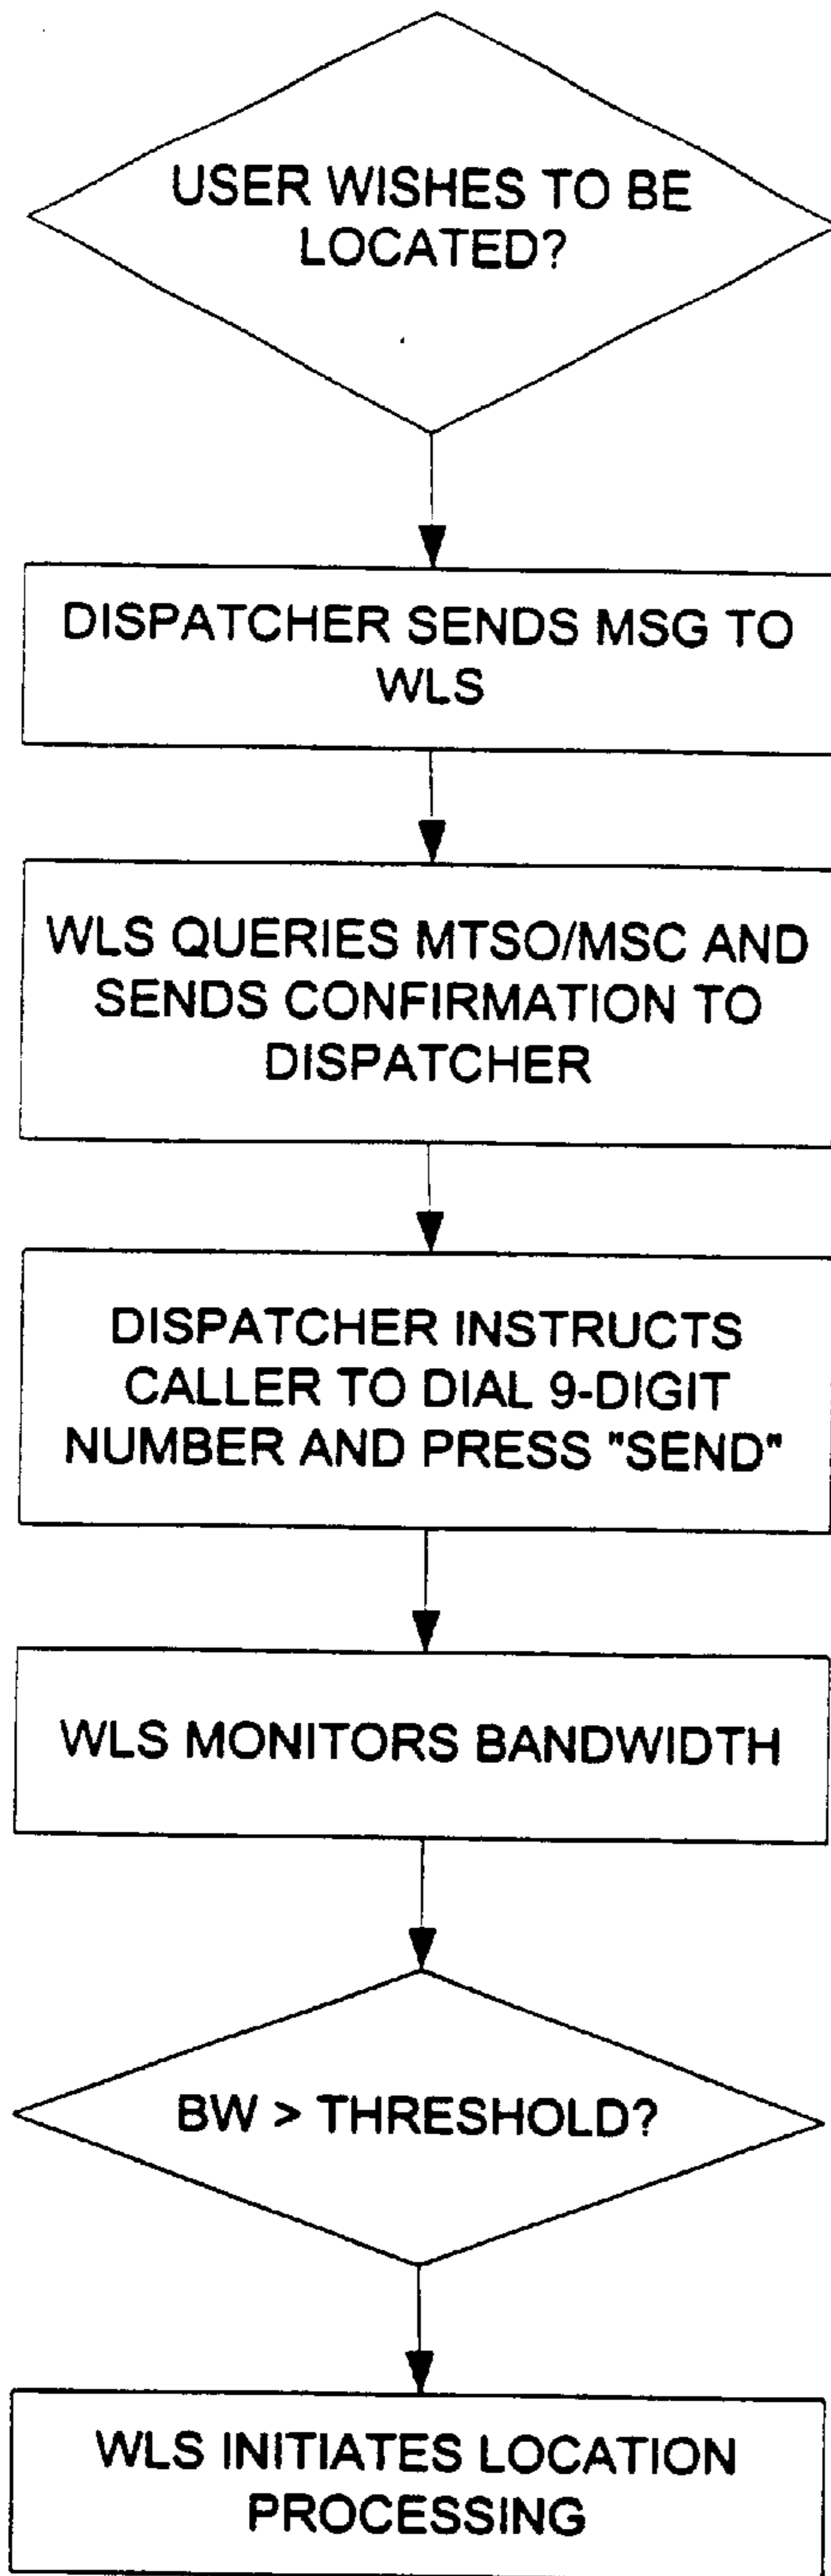 USER WISHES TO BE
LOCATED?
DISPATCHER SENDS MSG TO
WLS
WLS QUERIES MTSO/MSC AND
SENDS CONFIRMATION TO
DISPATCHER
DISPATCHER INSTRUCTS
CALLER TO DIAL 9-DIGIT
NUMBER AND PRESS "SEND"
WLS MONITORS BANDWIDTH
BW > THRESHOLD?
WLS INITIATES LOCATION
PROCESSING